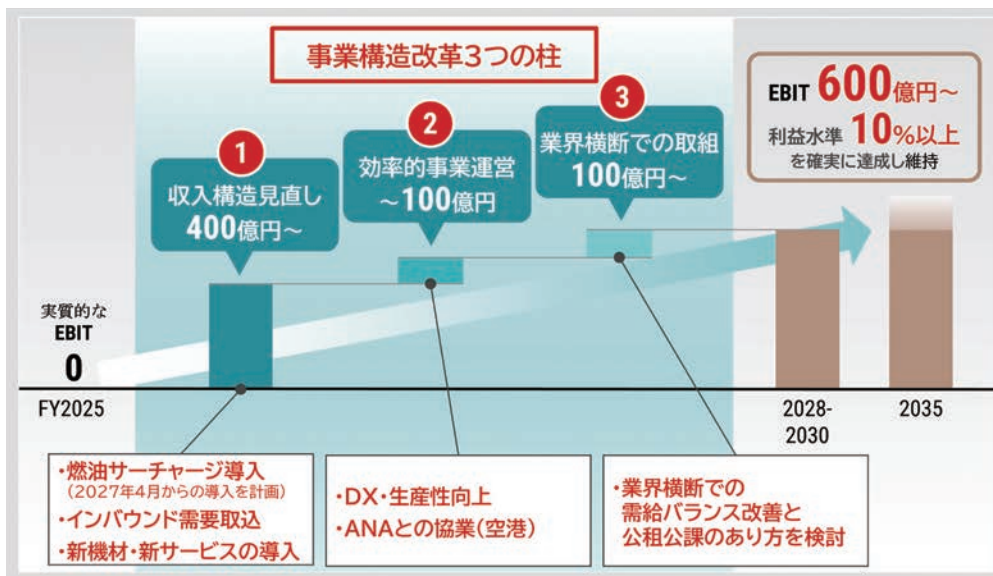 事業構造改革3つの柱
1
収入構造見直し
400億円～
2
効率的事業運営
～100億円
3
業界横断での取組
100億円～
EBIT 600億円～
利益水準 10%以上
を確実に達成し維持
実質的な
EBIT
0
FY2025
2028-
2030
2035
・燃油サーチャージ導入
（2027年4月からの導入を計画）
・インバウンド需要取込
・新機材・新サービスの導入
・DX・生産性向上
・ANAとの協業（空港）
・業界横断での
需給バランス改善と
公租公課のあり方を検討